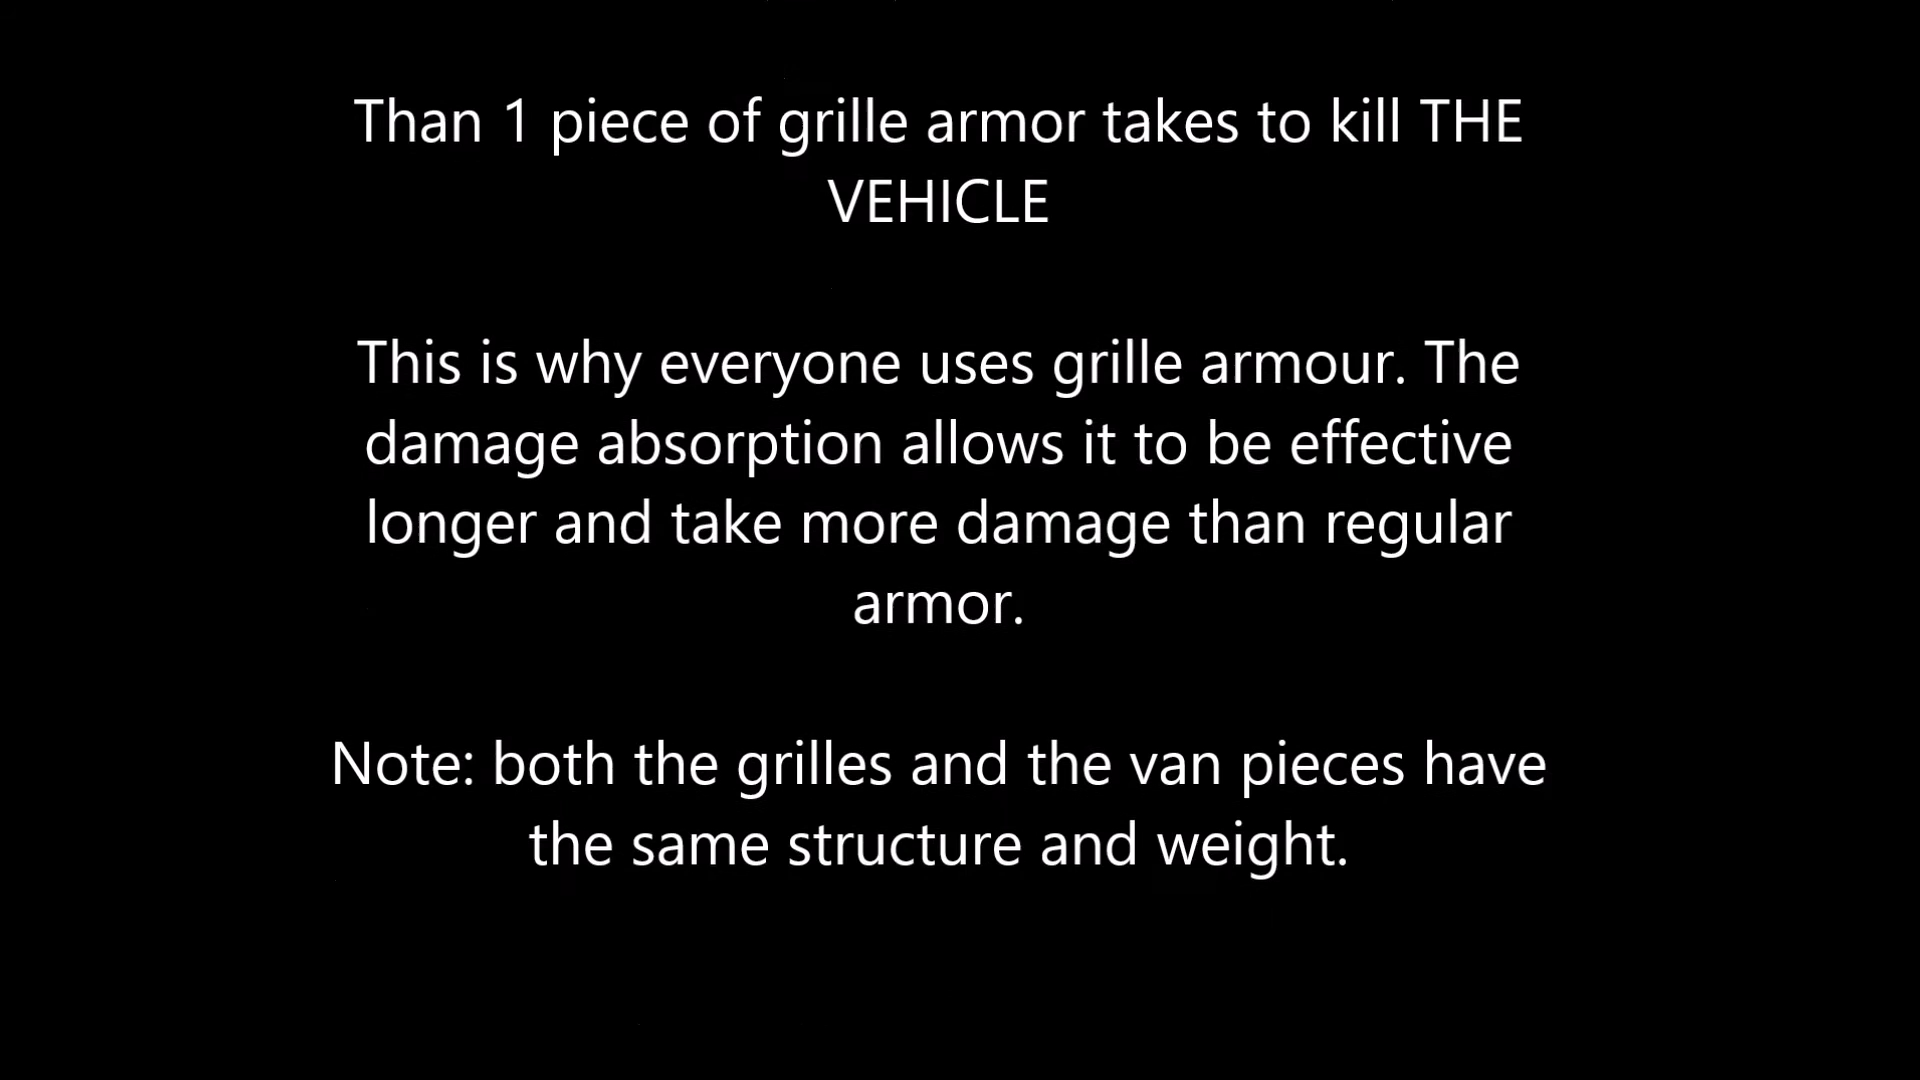 Than 1 piece of grille armor takes to kill THE
VEHICLE
This is why everyone uses grille armour. The
damage absorption allows it to be effective
longer and take more damage than regular
armor.
Note: both the grilles and the van pieces have
the same structure and weight.